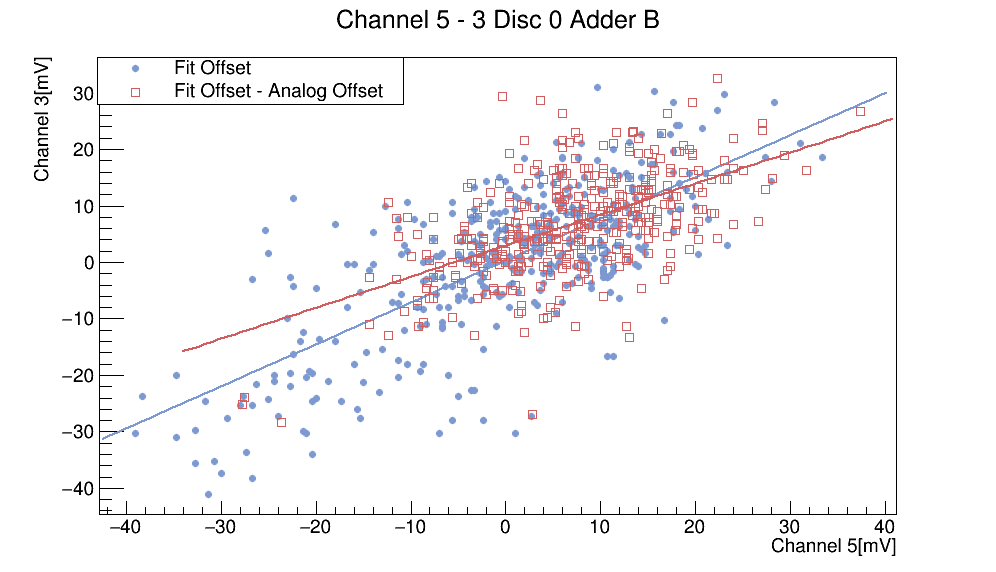 Channel 5 - 3 Disc 0 Adder B
Channel 3[mV]
Fit Offset
Fit Offset - Analog Offset
30
20
10
0
−10
−20
−30
−40
−40 −30 −20 −10 0 10 20 30 40
Channel 5[mV]